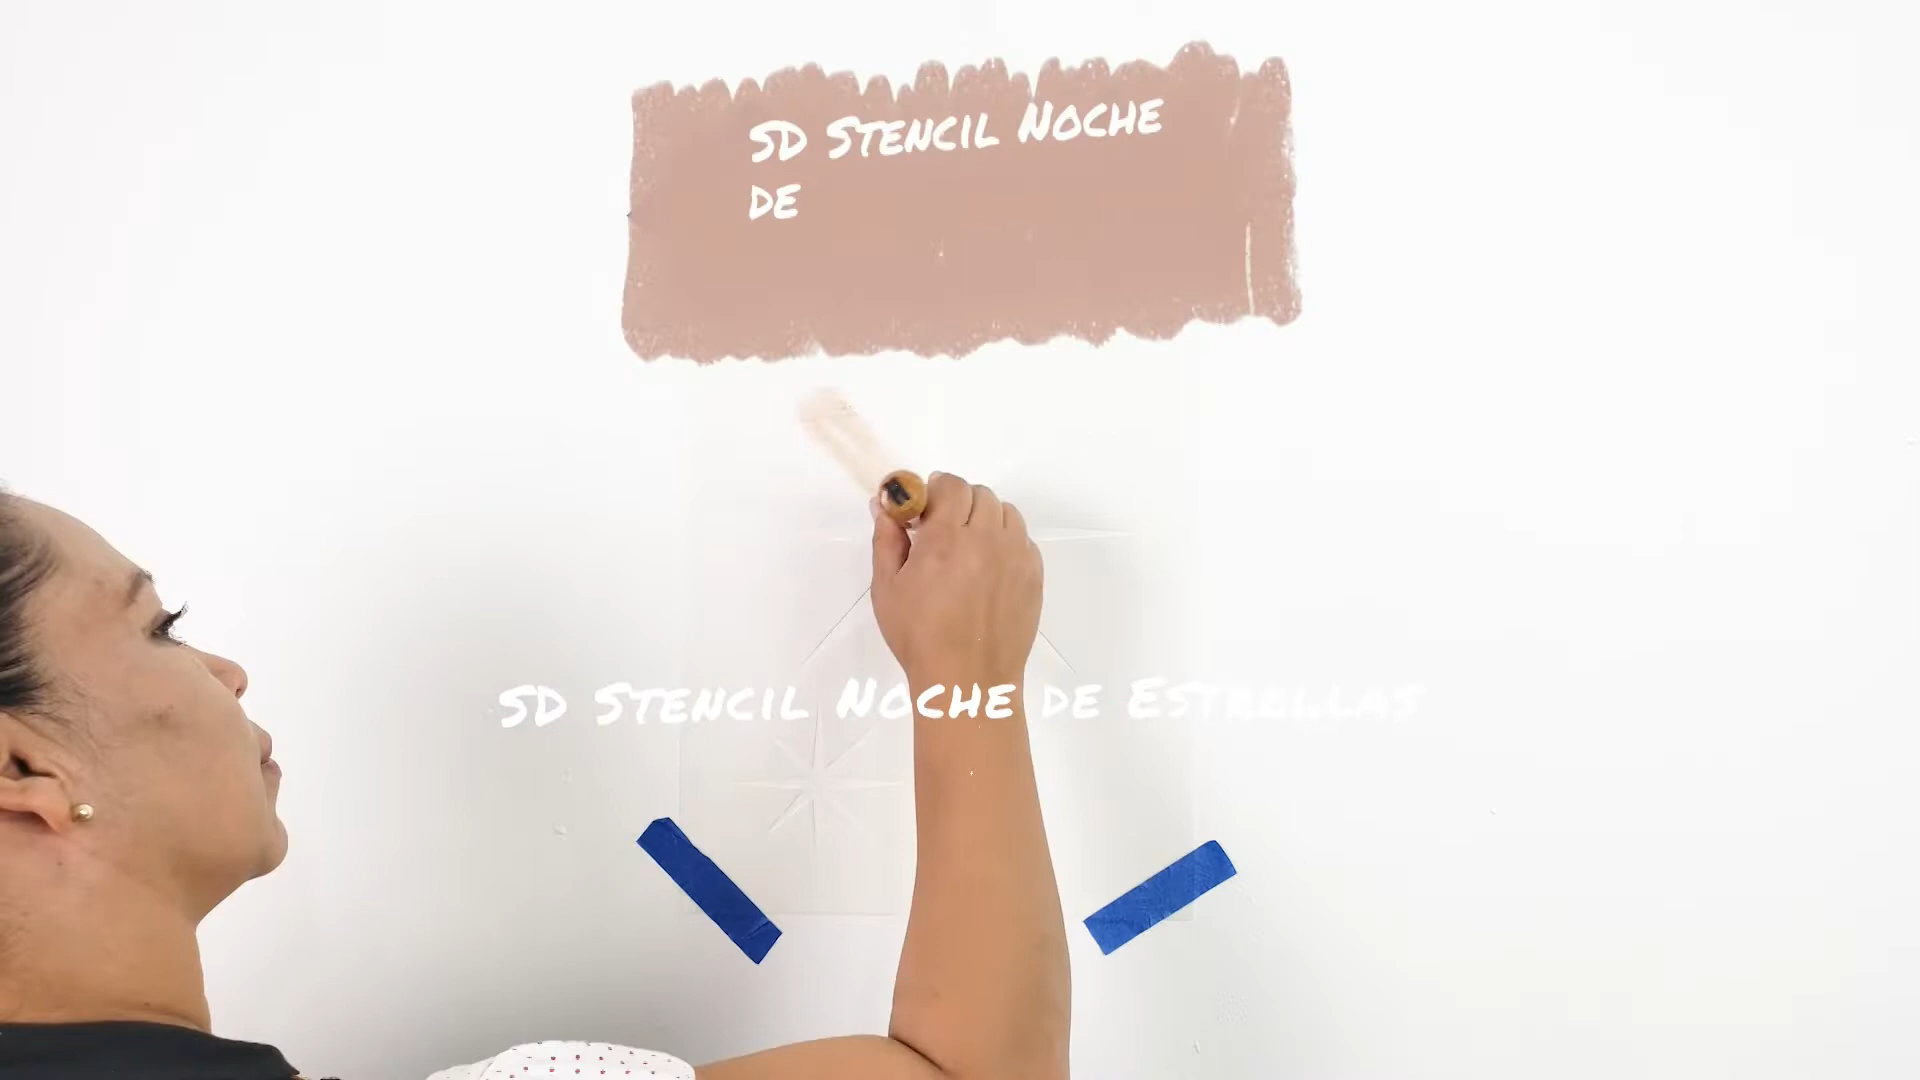 SD Stencil Noche
de
SD Stencil Noche de Estrellas